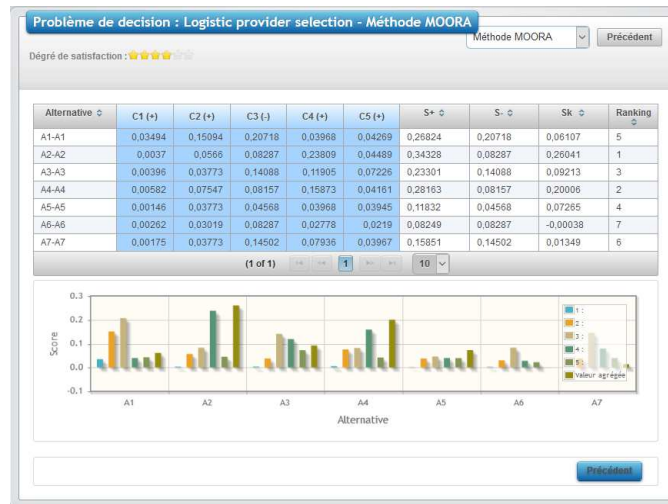 Problème de decision : Logistic provider selection - Méthode MOORA
Méthode MOORA
Précédent
Dégré de satisfaction :
Alternative C1 (+) C2 (+) C3 (-) C4 (+) C5 (+) S+ S- Sk Ranking
A1-A1 0,03494 0,15094 0,20718 0,03968 0,04269 0,26824 0,20718 0,06107 5
A2-A2 0,0037 0,0566 0,08287 0,23809 0,04489 0,34328 0,08287 0,26041 1
A3-A3 0,00396 0,03773 0,14088 0,11905 0,07226 0,23301 0,14088 0,09213 3
A4-A4 0,00582 0,07547 0,08157 0,15873 0,04161 0,28163 0,08157 0,20006 2
A5-A5 0,00146 0,03773 0,04568 0,03968 0,03945 0,11832 0,04568 0,07265 4
A6-A6 0,00262 0,03019 0,08287 0,02778 0,0219 0,08249 0,08287 -0,00038 7
A7-A7 0,00175 0,03773 0,14502 0,07936 0,03967 0,15851 0,14502 0,01349 6
(1 of 1) 1 10
0.3
0.2
0.1
0.0
-0.1
Score
1 :
2 :
3 :
4 :
5 :
Valeur agrégée
A1 A2 A3 A4 A5 A6 A7
Alternative
Précédent